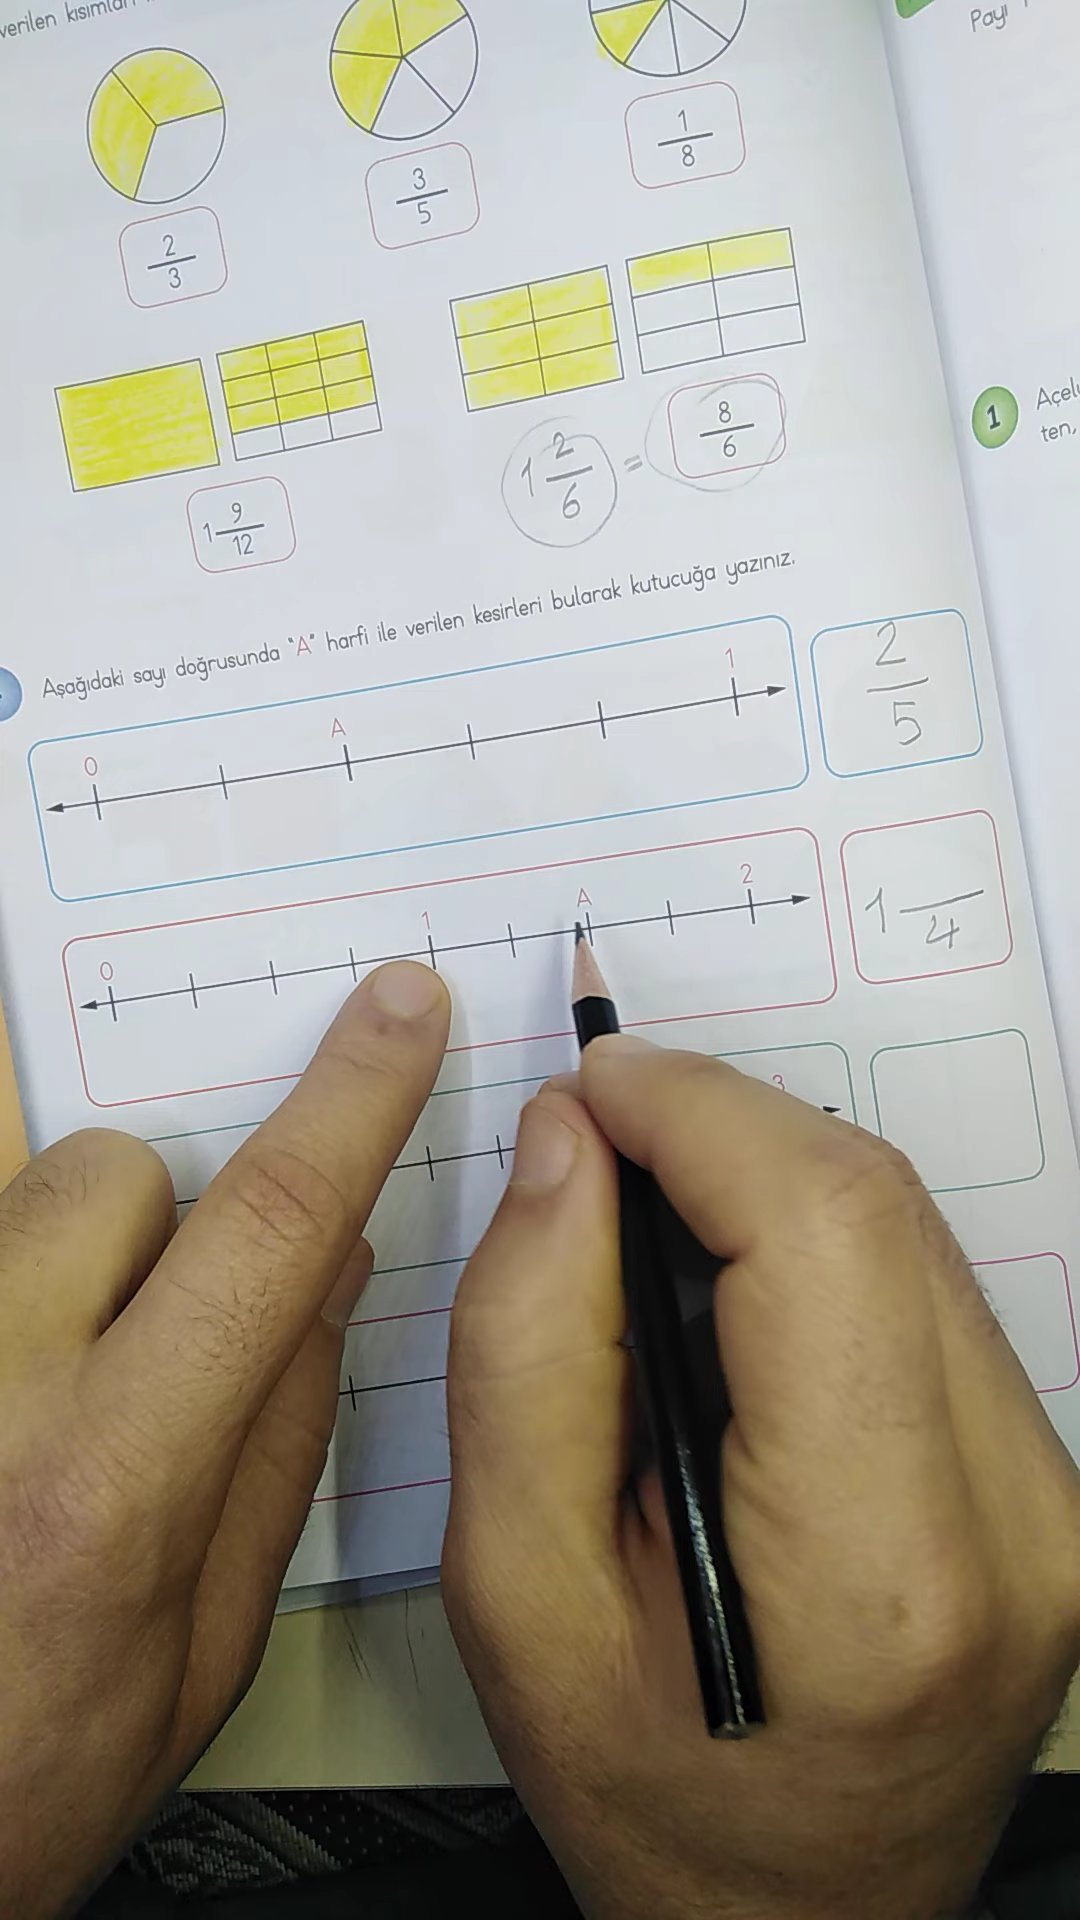 verilen kısımları
Payı
2/3
3/5
1/8
1 9/12
1 2/6 = 8/6
1
Açelya
ten,
Aşağıdaki sayı doğrusunda "A" harfi ile verilen kesirleri bularak kutucuğa yazınız.
0 A 1
2/5
0 1 A 2
1 /4
3